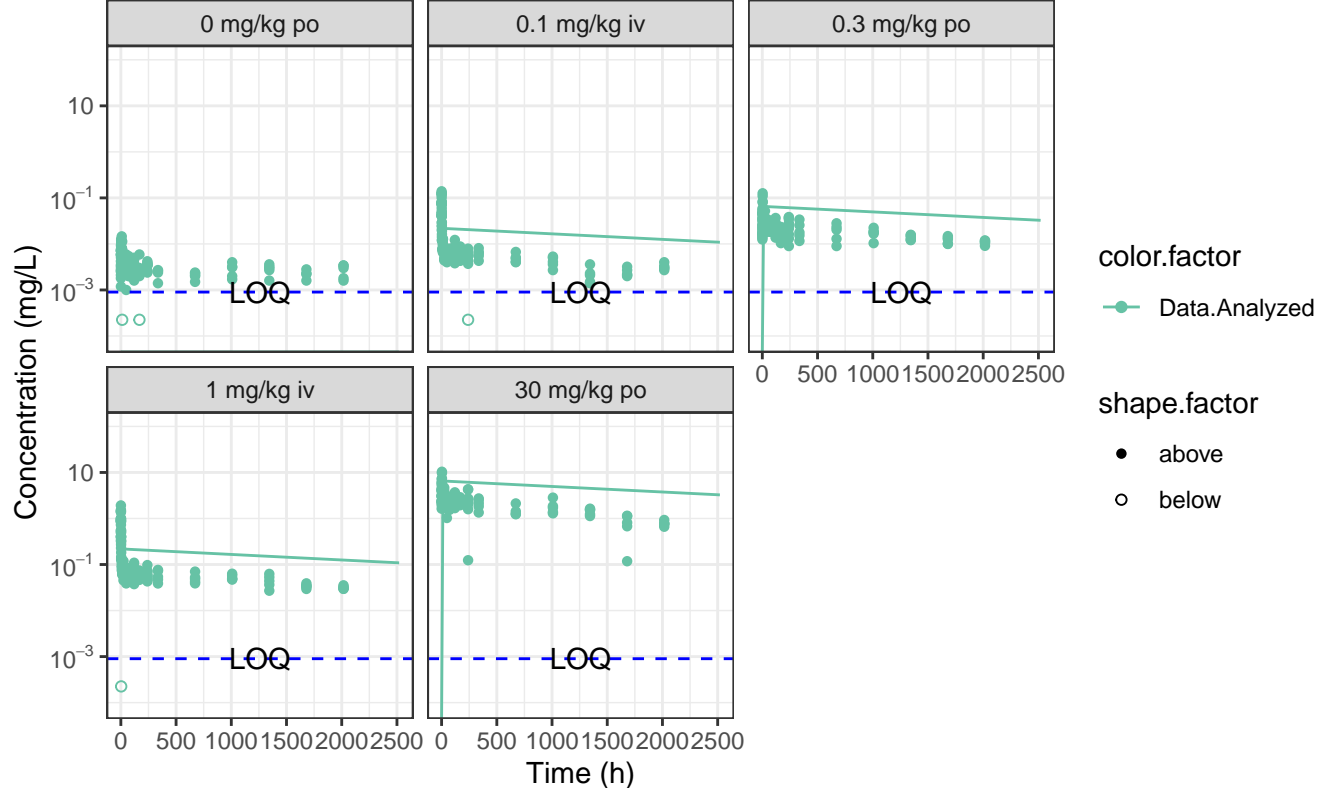 0 mg/kg po
0.1 mg/kg iv
0.3 mg/kg po
Concentration (mg/L)
10
10⁻¹
10⁻³
LOQ
LOQ
LOQ
0 500 1000 1500 2000 2500
color.factor
Data.Analyzed
shape.factor
above
below
1 mg/kg iv
30 mg/kg po
10
10⁻¹
10⁻³
LOQ
LOQ
0 500 1000 1500 2000 2500
0 500 1000 1500 2000 2500
Time (h)